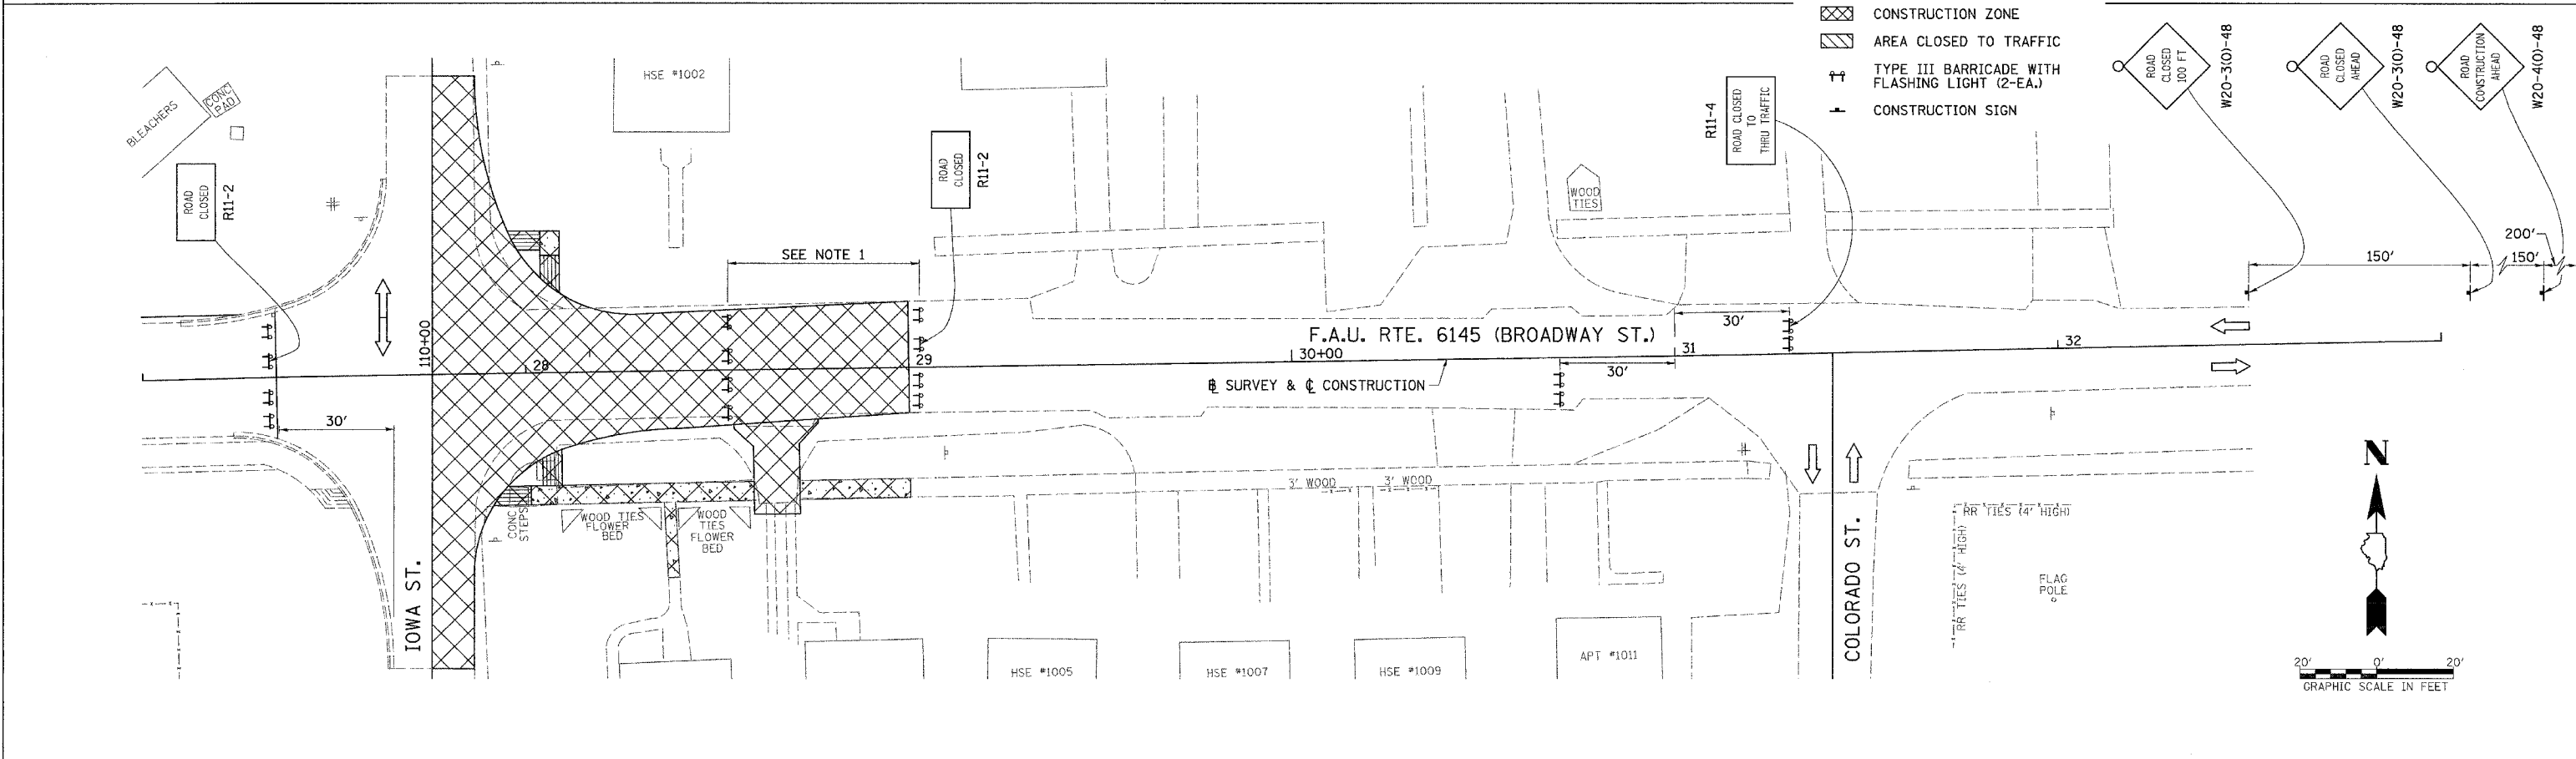 CONSTRUCTION ZONE
AREA CLOSED TO TRAFFIC
TYPE III BARRICADE WITH
FLASHING LIGHT (2-EA.)
CONSTRUCTION SIGN
ROAD
CLOSED
100 FT
W20-3(O)-48
ROAD
CLOSED
AHEAD
W20-3(O)-48
ROAD
CONSTRUCTION
AHEAD
W20-4(O)-48
BLEACHERS
CONC
PAD
HSE #1002
ROAD
CLOSED
R11-2
ROAD
CLOSED
R11-2
R11-4
ROAD CLOSED
TO
THRU TRAFFIC
WOOD
TIES
SEE NOTE 1
150'
150'
200'
110+00
28
29
F.A.U. RTE. 6145 (BROADWAY ST.)
30+00
31
32
30'
30'
30'
℄ SURVEY & ℄ CONSTRUCTION
3' WOOD
3' WOOD
CONC
STEPS
WOOD TIES
FLOWER
BED
WOOD
TIES
FLOWER
BED
IOWA ST.
COLORADO ST.
RR TIES (4' HIGH)
RR TIES (4' HIGH)
FLAG
POLE
HSE #1005
HSE #1007
HSE #1009
APT #1011
N
20' 0' 20'
GRAPHIC SCALE IN FEET